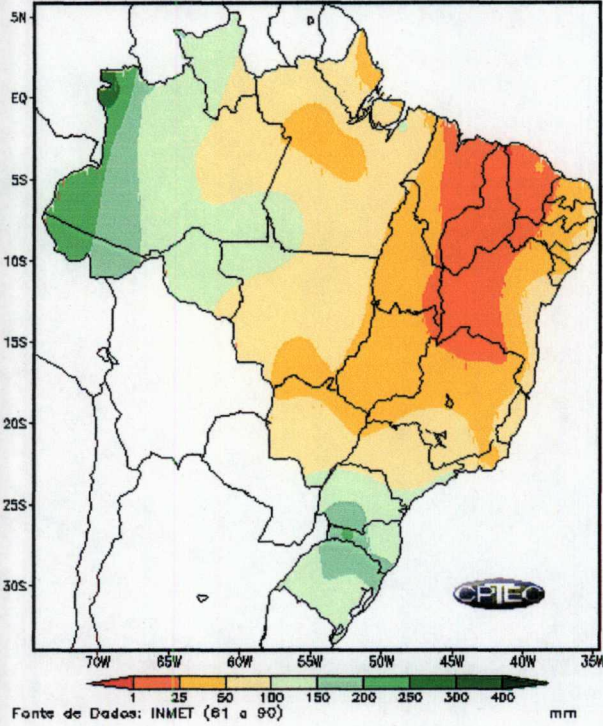 5N
EQ
5S
10S
15S
20S
25S
30S
CPTEC
70W 65W 60W 55W 50W 45W 40W 35W
1 25 50 100 150 200 250 300 400
Fonte de Dados: INMET (61 a 90) mm